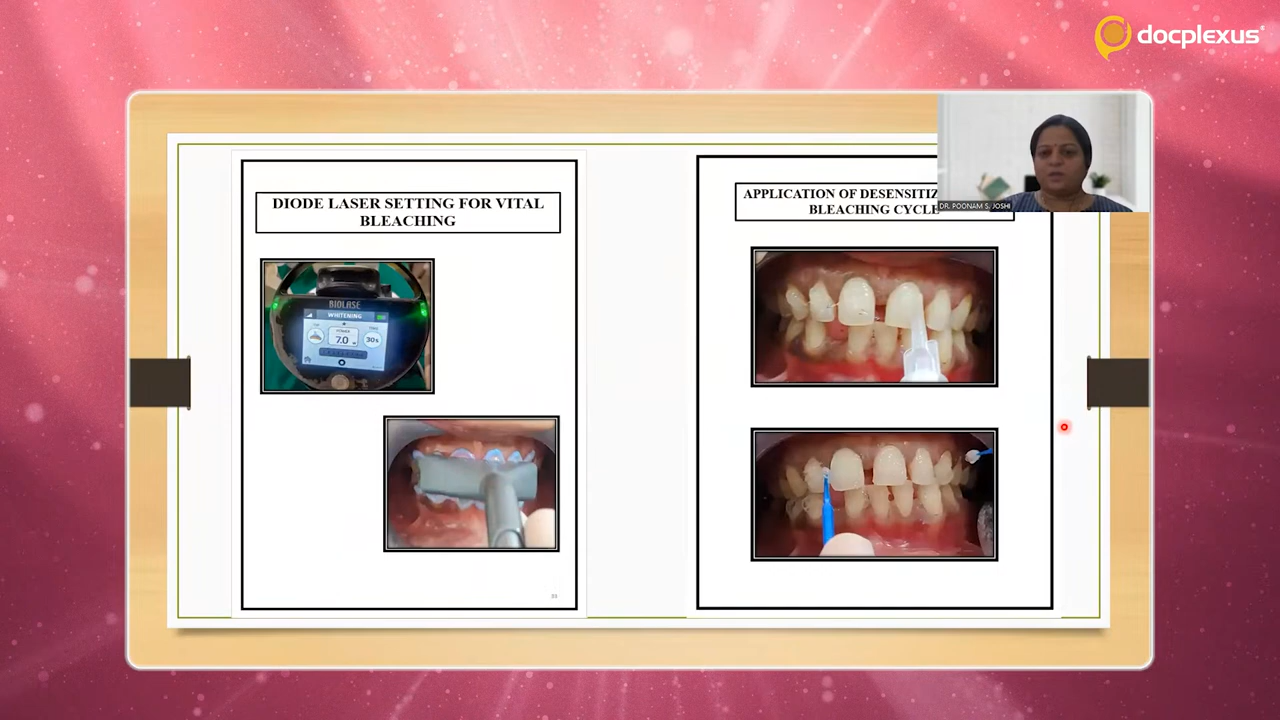 docplexus
DR. POONAM S. JOSHI
DIODE LASER SETTING FOR VITAL
BLEACHING
BIOLASE
WHITENING
7.0
30s
33
APPLICATION OF
BLEACHING CYCLE